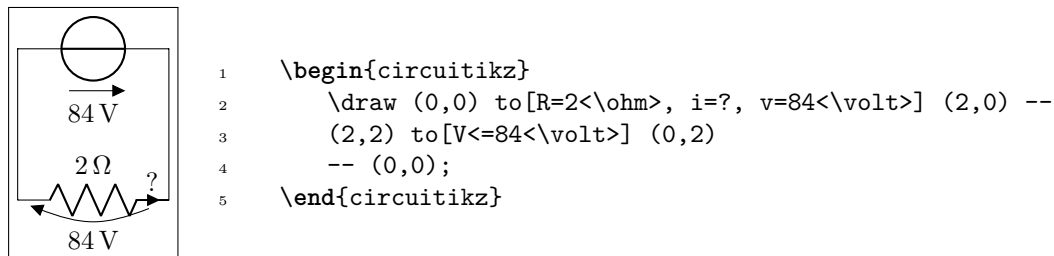 84 V
2 Ω
?
84 V
1 \begin{circuitikz}
2 \draw (0,0) to[R=2<\ohm>, i=?, v=84<\volt>] (2,0) --
3 (2,2) to[V<=84<\volt>] (0,2)
4 -- (0,0);
5 \end{circuitikz}